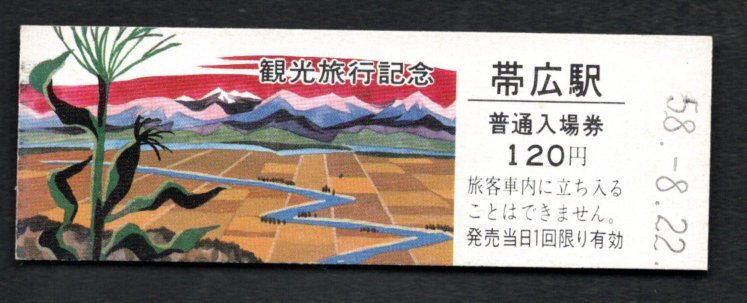 観光旅行記念
帯広駅
普通入場券
120円
旅客車内に立ち入る
ことはできません。
発売当日1回限り有効
58.-8.22.